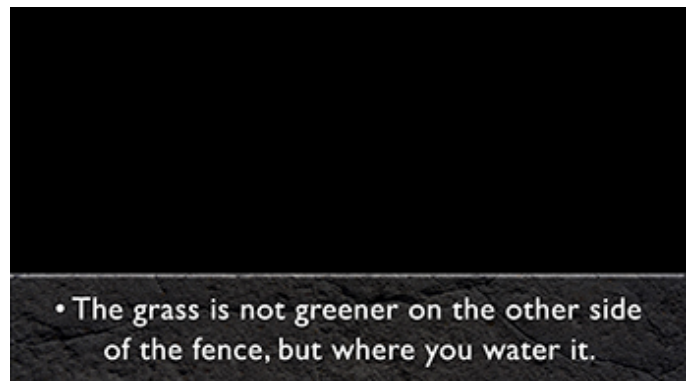 • The grass is not greener on the other side
of the fence, but where you water it.